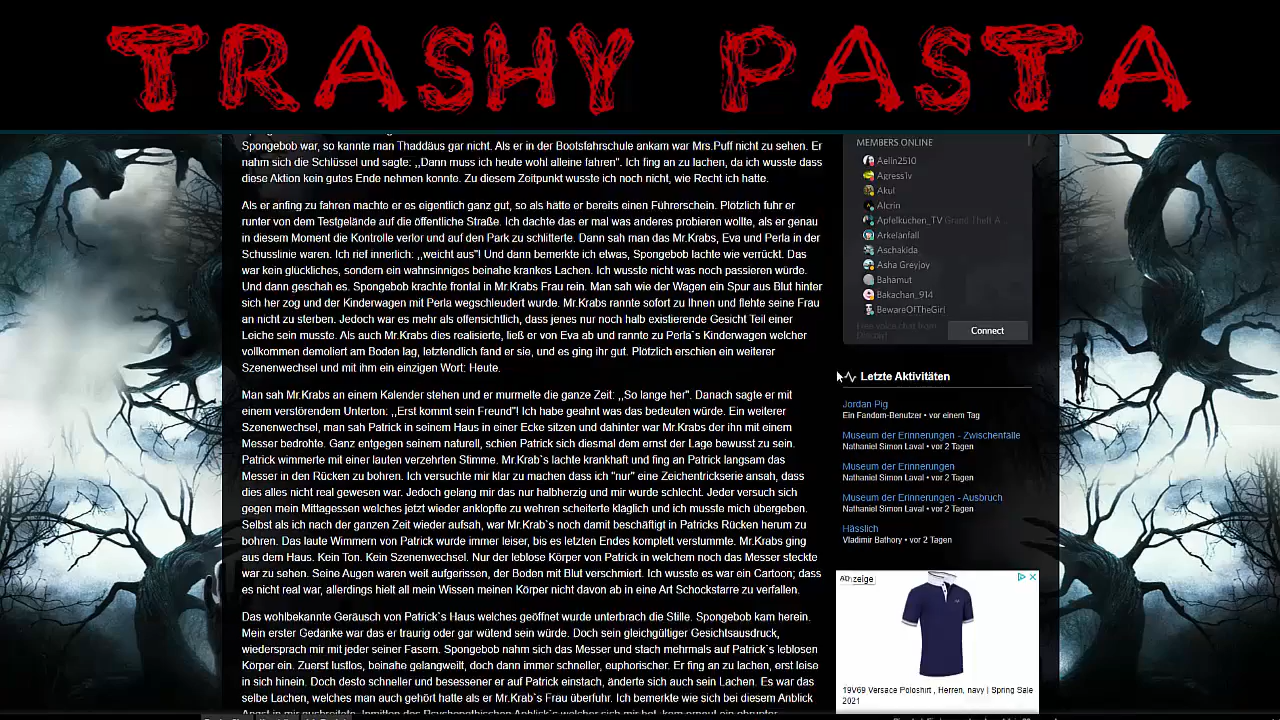 TRASHY PASTA
Spongebob war, so kannte man Thaddäus gar nicht. Als er in der Bootsfahrschule ankam war Mrs.Puff nicht zu sehen. Er
nahm sich die Schlüssel und sagte: ,,Dann muss ich heute wohl alleine fahren". Ich fing an zu lachen, da ich wusste dass
diese Aktion kein gutes Ende nehmen konnte. Zu diesem Zeitpunkt wusste ich noch nicht, wie Recht ich hatte.
Als er anfing zu fahren machte er es eigentlich ganz gut, so als hätte er bereits einen Führerschein. Plötzlich fuhr er
runter von dem Testgelände auf die öffentliche Straße. Ich dachte das er mal was anderes probieren wollte, als er genau
in diesem Moment die Kontrolle verlor und auf den Park zu schlitterte. Dann sah man das Mr.Krabs, Eva und Perla in der
Schusslinie waren. Ich rief innerlich: ,,weicht aus"! Und dann bemerkte ich etwas, Spongebob lachte wie verrückt. Das
war kein glückliches, sondern ein wahnsinniges beinahe krankes Lachen. Ich wusste nicht was noch passieren würde.
Und dann geschah es. Spongebob krachte frontal in Mr.Krabs Frau rein. Man sah wie der Wagen ein Spur aus Blut hinter
sich her zog und der Kinderwagen mit Perla wegschleudert wurde. Mr.Krabs rannte sofort zu Ihnen und flehte seine Frau
an nicht zu sterben. Jedoch war es mehr als offensichtlich, dass jenes nur noch halb existierende Gesicht Teil einer
Leiche sein musste. Als auch Mr.Krabs dies realisierte, ließ er von Eva ab und rannte zu Perla`s Kinderwagen welcher
vollkommen demoliert am Boden lag, letztendlich fand er sie, und es ging ihr gut. Plötzlich erschien ein weiterer
Szenenwechsel und mit ihm ein einzigen Wort: Heute.
Man sah Mr.Krabs an einem Kalender stehen und er murmelte die ganze Zeit: ,,So lange her". Danach sagte er mit
einem verstörendem Unterton: ,,Erst kommt sein Freund"! Ich habe geahnt was das bedeuten würde. Ein weiterer
Szenenwechsel, man sah Patrick in seinem Haus in einer Ecke sitzen und dahinter war Mr.Krabs der ihn mit einem
Messer bedrohte. Ganz entgegen seinem naturell, schien Patrick sich diesmal dem ernst der Lage bewusst zu sein.
Patrick wimmerte mit einer lauten verzehrten Stimme. Mr.Krab`s lachte krankhaft und fing an Patrick langsam das
Messer in den Rücken zu bohren. Ich versuchte mir klar zu machen dass ich "nur" eine Zeichentrickserie ansah, dass
dies alles nicht real gewesen war. Jedoch gelang mir das nur halbherzig und mir wurde schlecht. Jeder versuch sich
gegen mein Mittagessen welches jetzt wieder anklopfte zu wehren scheiterte kläglich und ich musste mich übergeben.
Selbst als ich nach der ganzen Zeit wieder aufsah, war Mr.Krab`s noch damit beschäftigt in Patricks Rücken herum zu
bohren. Das laute Wimmern von Patrick wurde immer leiser, bis es letzten Endes komplett verstummte. Mr.Krabs ging
aus dem Haus. Kein Ton. Kein Szenenwechsel. Nur der leblose Körper von Patrick in welchem noch das Messer steckte
war zu sehen. Seine Augen waren weit aufgerissen, der Boden mit Blut verschmiert. Ich wusste es war ein Cartoon; dass
es nicht real war, allerdings hielt all mein Wissen meinen Körper nicht davon ab in eine Art Schockstarre zu verfallen.
Das wohlbekannte Geräusch von Patrick`s Haus welches geöffnet wurde unterbrach die Stille. Spongebob kam herein.
Mein erster Gedanke war das er traurig oder gar wütend sein würde. Doch sein gleichgültiger Gesichtsausdruck,
wiedersprach mir mit jeder seiner Fasern. Spongebob nahm sich das Messer und stach mehrmals auf Patrick`s leblosen
Körper ein. Zuerst lustlos, beinahe gelangweilt, doch dann immer schneller, euphorischer. Er fing an zu lachen, erst leise
in sich hinein. Doch desto schneller und besessener er auf Patrick einstach, änderte sich auch sein Lachen. Es war das
selbe Lachen, welches man auch gehört hatte als er Mr.Krab`s Frau überfuhr. Ich bemerkte wie sich bei diesem Anblick
MEMBERS ONLINE
Aelin2510
Agress1v
Akul
Alcrin
Apfelkuchen_TV Grand Theft A...
Arkelanfall
Aschakida
Asha Greyjoy
Bahamut
Bakachan_914
BewareOfTheGirl
Free voice chat from
Discord
Connect
Letzte Aktivitäten
Jordan Pig
Ein Fandom-Benutzer • vor einem Tag
Museum der Erinnerungen - Zwischenfälle
Nathaniel Simon Laval • vor 2 Tagen
Museum der Erinnerungen
Nathaniel Simon Laval • vor 2 Tagen
Museum der Erinnerungen - Ausbruch
Nathaniel Simon Laval • vor 2 Tagen
Hässlich
Vladimir Bathory • vor 2 Tagen
19V69 Versace Poloshirt , Herren, navy | Spring Sale
2021